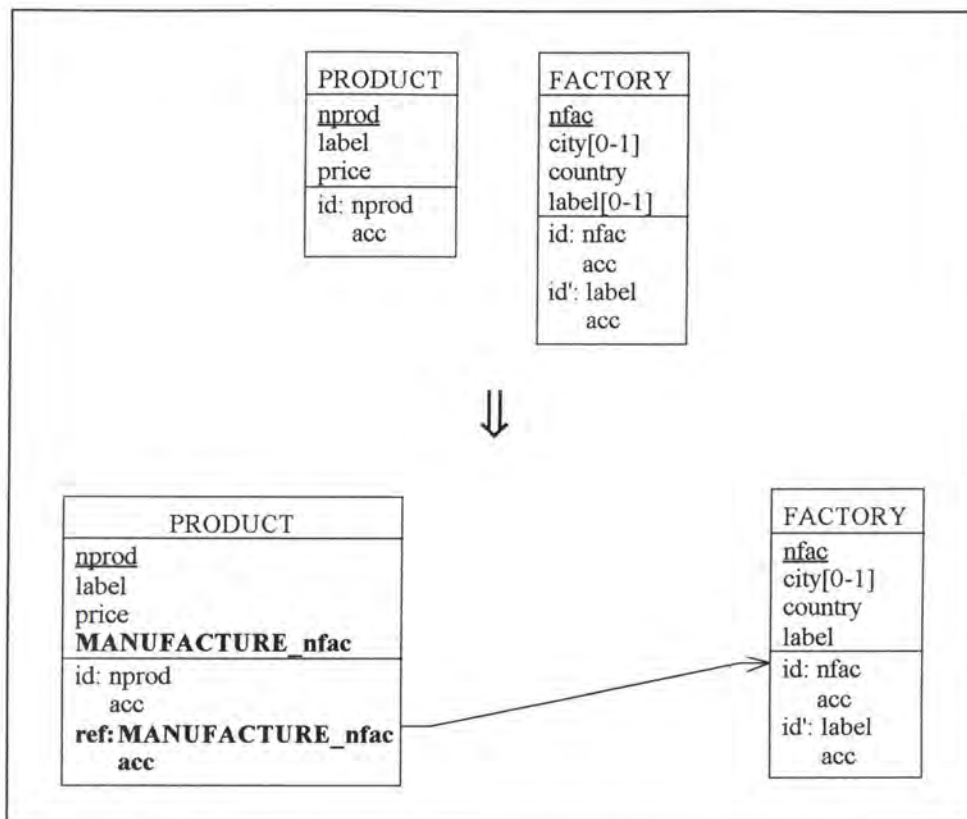 PRODUCT
nprod
label
price
id: nprod
acc
FACTORY
nfac
city[0-1]
country
label[0-1]
id: nfac
acc
id': label
acc
⇓
PRODUCT
nprod
label
price
MANUFACTURE_nfac
id: nprod
acc
ref:MANUFACTURE_nfac
acc
FACTORY
nfac
city[0-1]
country
label
id: nfac
acc
id': label
acc